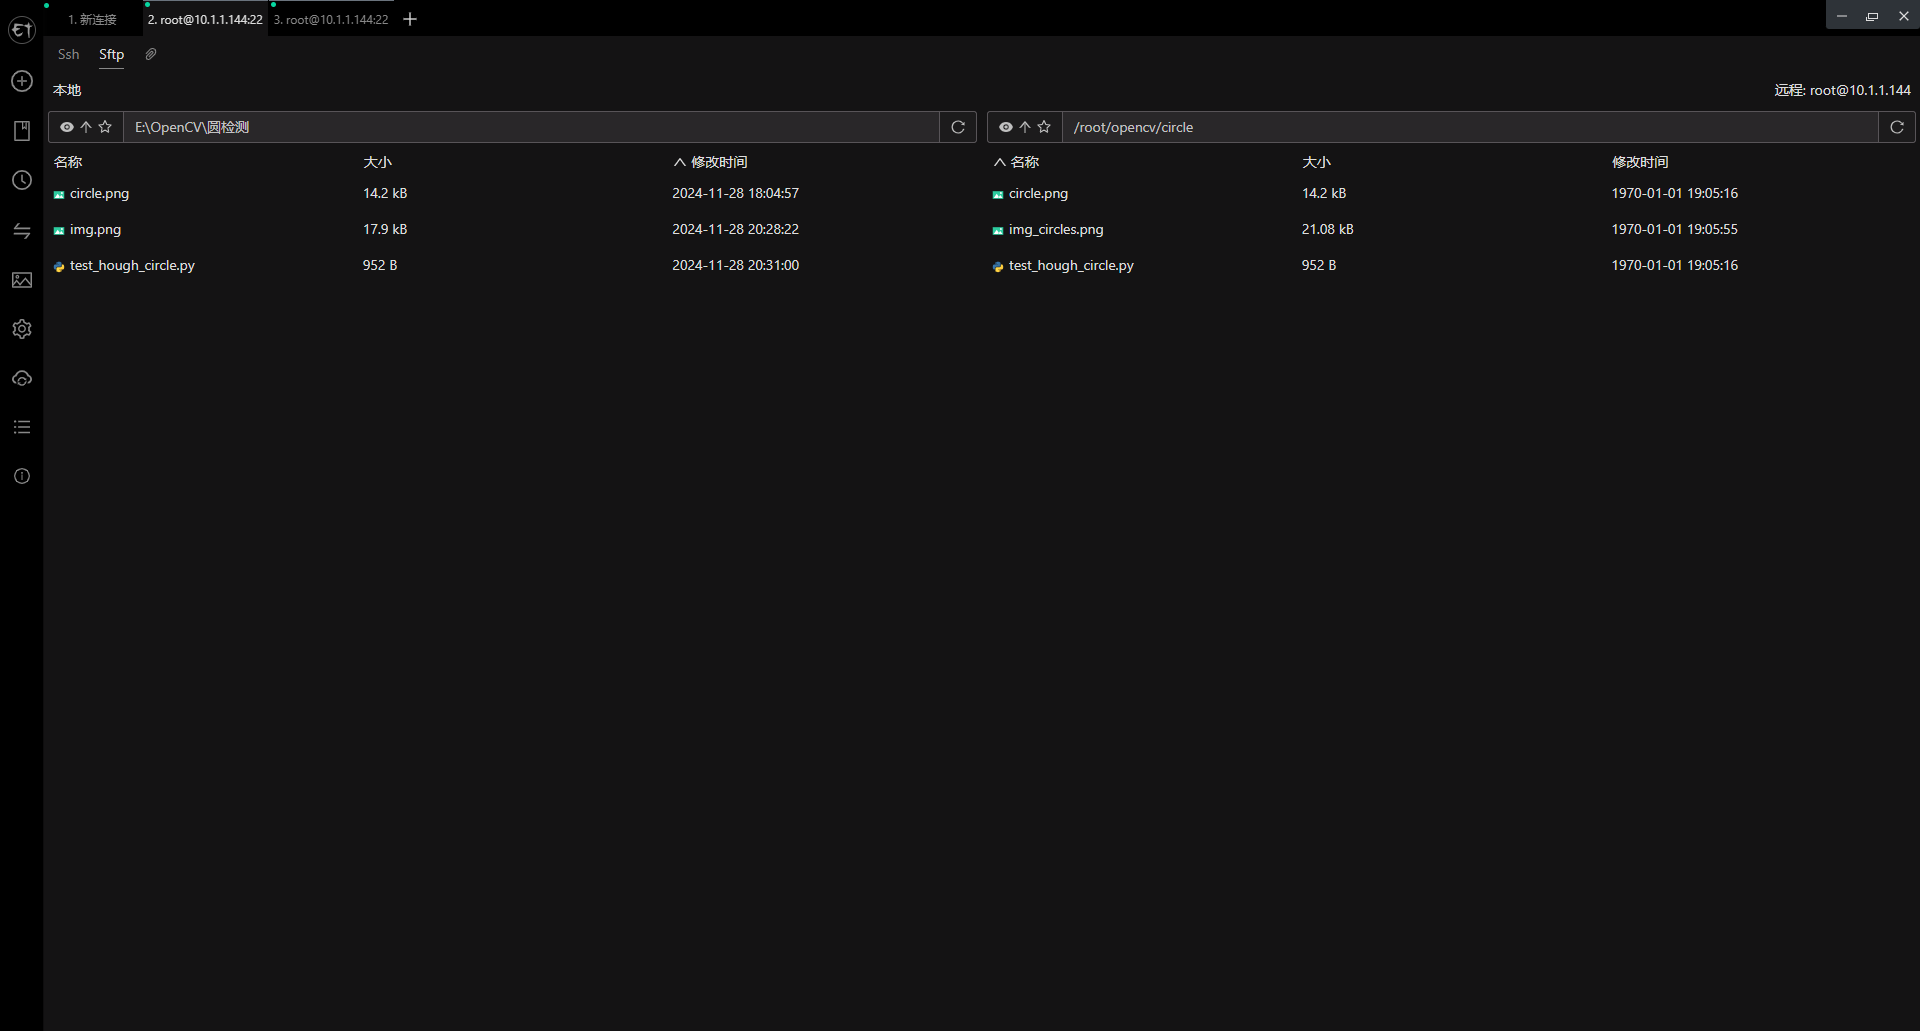 1. 新连接 2. root@10.1.1.144:22 3. root@10.1.1.144:22
Ssh Sftp
本地 远程: root@10.1.1.144
E:\OpenCV\圆检测 /root/opencv/circle
名称 大小 修改时间 名称 大小 修改时间
circle.png 14.2 kB 2024-11-28 18:04:57 circle.png 14.2 kB 1970-01-01 19:05:16
img.png 17.9 kB 2024-11-28 20:28:22 img_circles.png 21.08 kB 1970-01-01 19:05:55
test_hough_circle.py 952 B 2024-11-28 20:31:00 test_hough_circle.py 952 B 1970-01-01 19:05:16